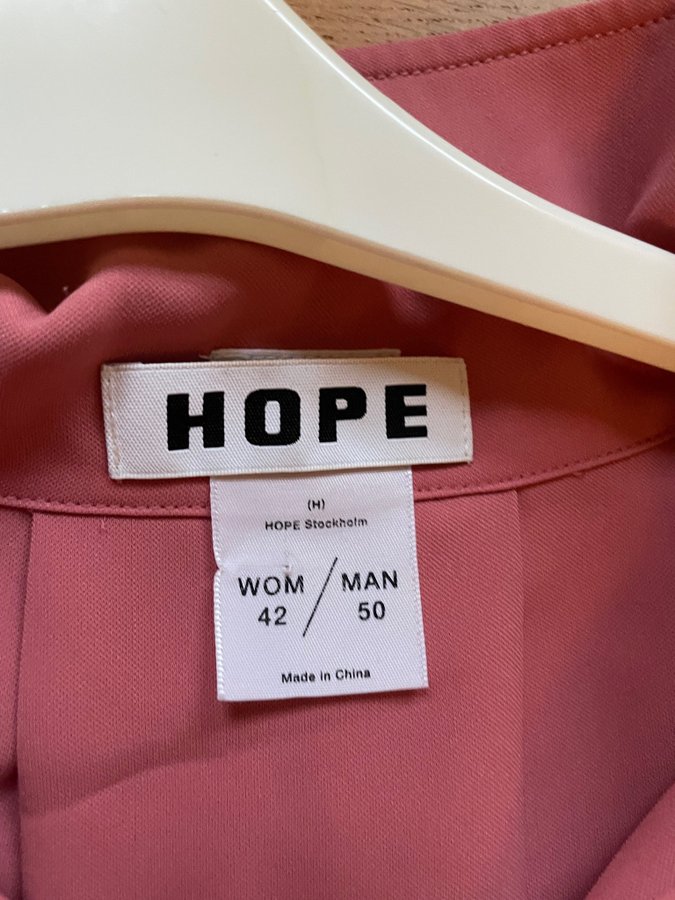 HOPE
(H)
HOPE Stockholm
WOM / MAN
42 / 50
Made in China